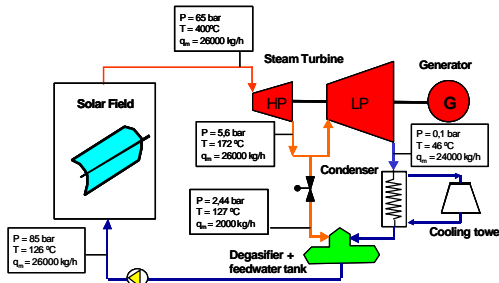 P = 65 bar
T = 400ºC
qm = 26000 kg/h
Steam Turbine
Generator
Solar Field
HP
LP
G
P = 5,6 bar
T = 172 ºC
qm = 26000 kg/h
P = 0,1 bar
T = 46 ºC
qm = 24000 kg/h
Condenser
P = 2,44 bar
T = 127 ºC
qm = 2000 kg/h
Cooling towe
P = 85 bar
T = 126 ºC
qm = 26000 kg/h
Degasifier +
feedwater tank